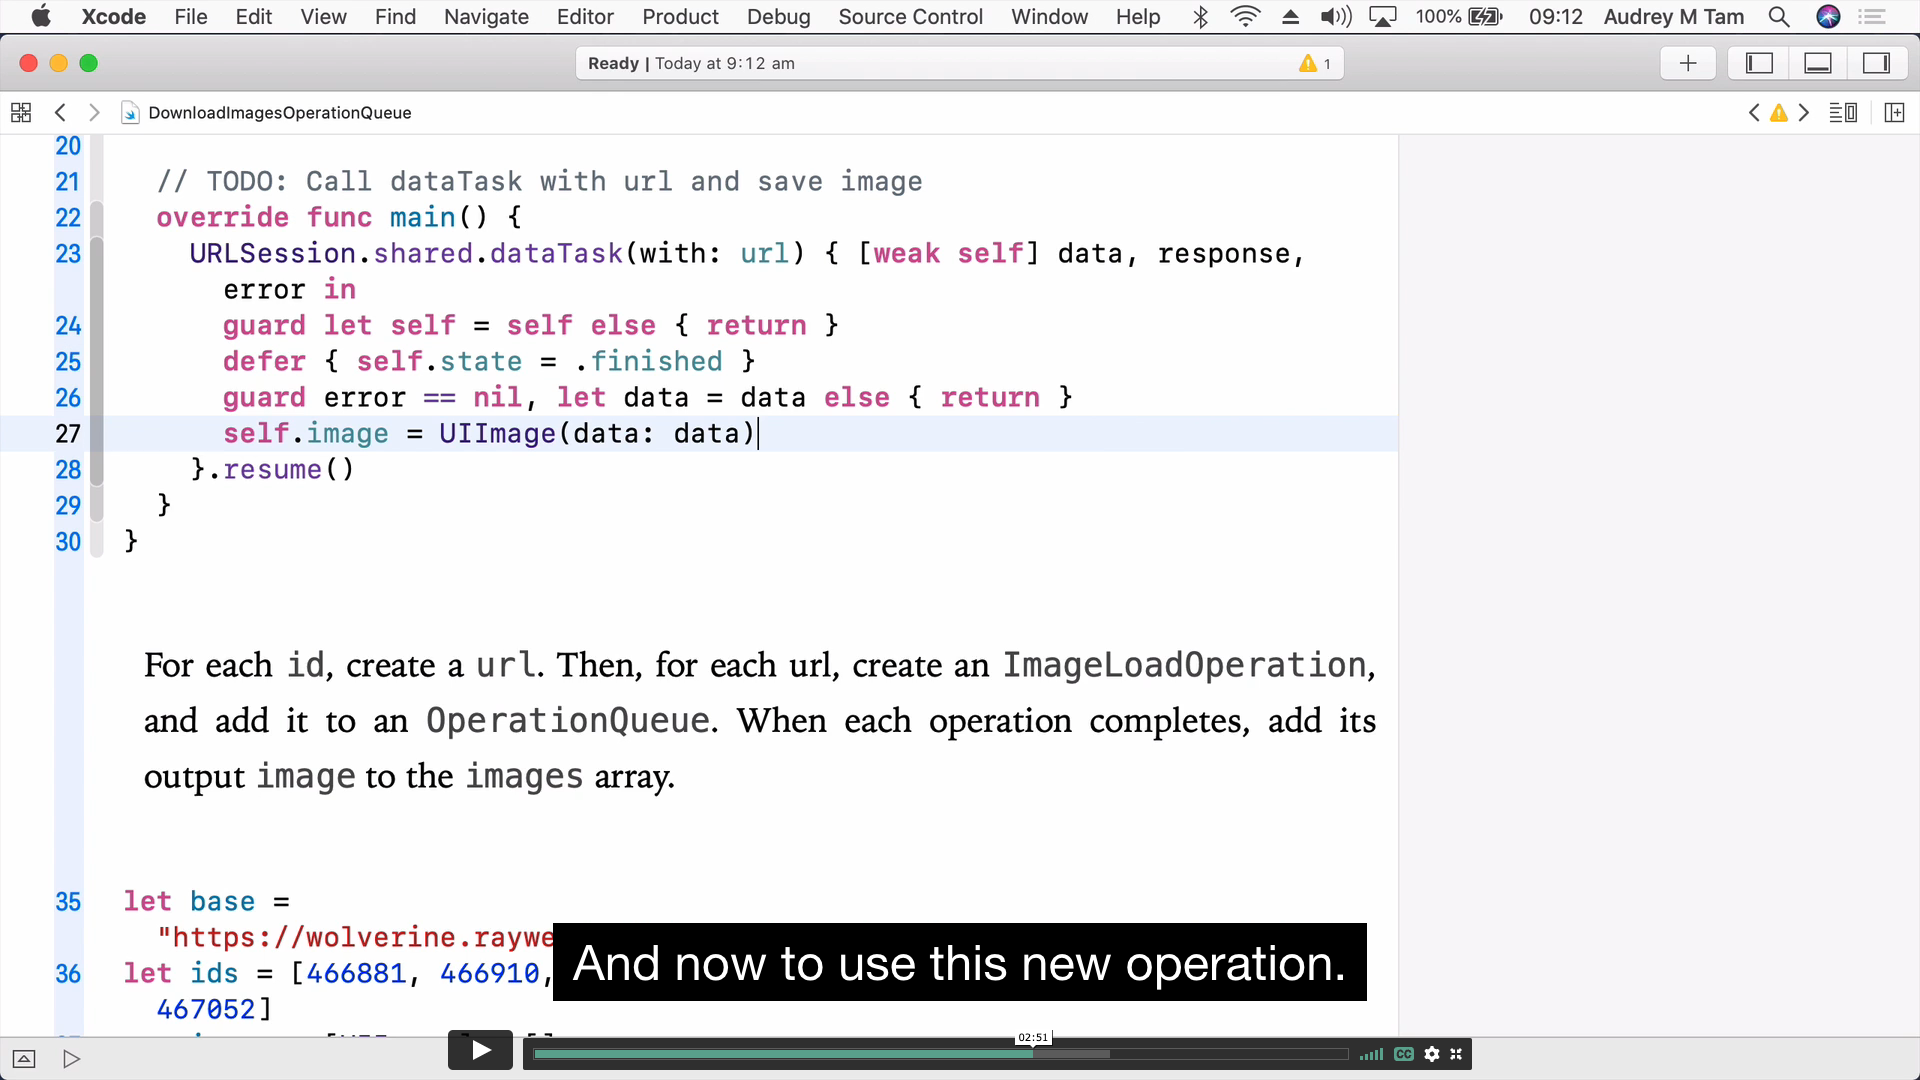 Xcode File Edit View Find Navigate Editor Product Debug Source Control Window Help 100% 09:12 Audrey M Tam
Ready | Today at 9:12 am 1
DownloadImagesOperationQueue
20
21 // TODO: Call dataTask with url and save image
22 override func main() {
23 URLSession.shared.dataTask(with: url) { [weak self] data, response,
error in
24 guard let self = self else { return }
25 defer { self.state = .finished }
26 guard error == nil, let data = data else { return }
27 self.image = UIImage(data: data)
28 }.resume()
29 }
30 }
For each id, create a url. Then, for each url, create an ImageLoadOperation,
and add it to an OperationQueue. When each operation completes, add its
output image to the images array.
35 let base =
"https://wolverine.raywe
36 let ids = [466881, 466910,
467052]
And now to use this new operation.
02:51
CC